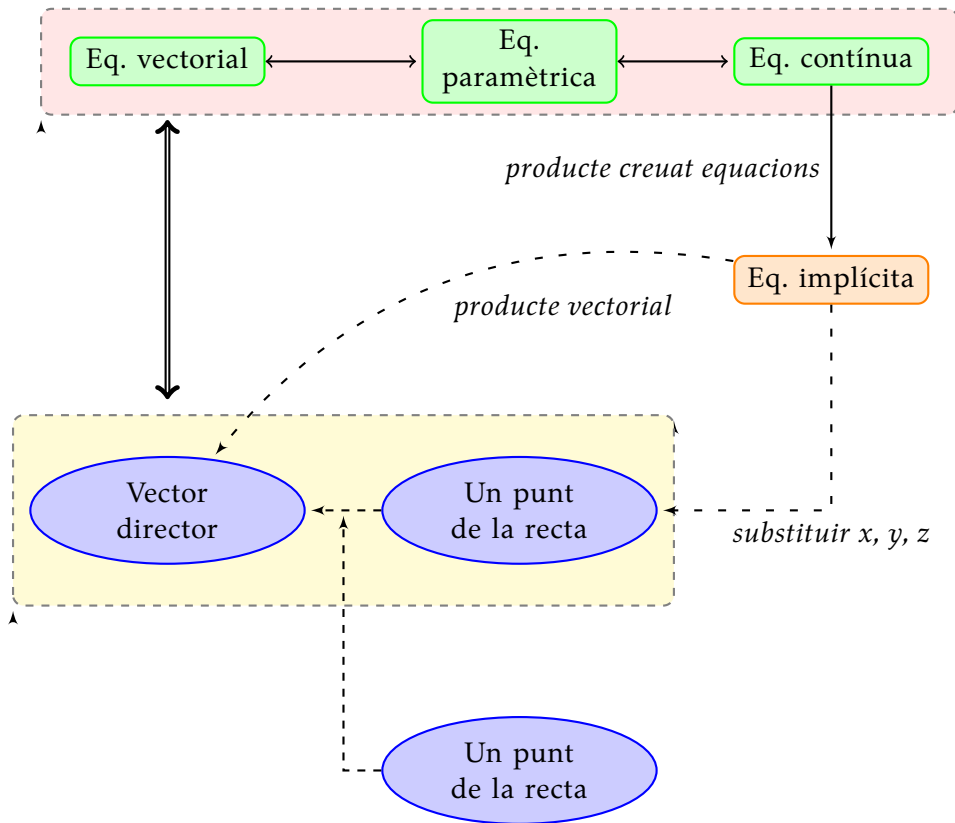 Eq. vectorial
Eq.
paramètrica
Eq. contínua
producte creuat equacions
Eq. implícita
producte vectorial
Vector
director
Un punt
de la recta
substituir x, y, z
Un punt
de la recta